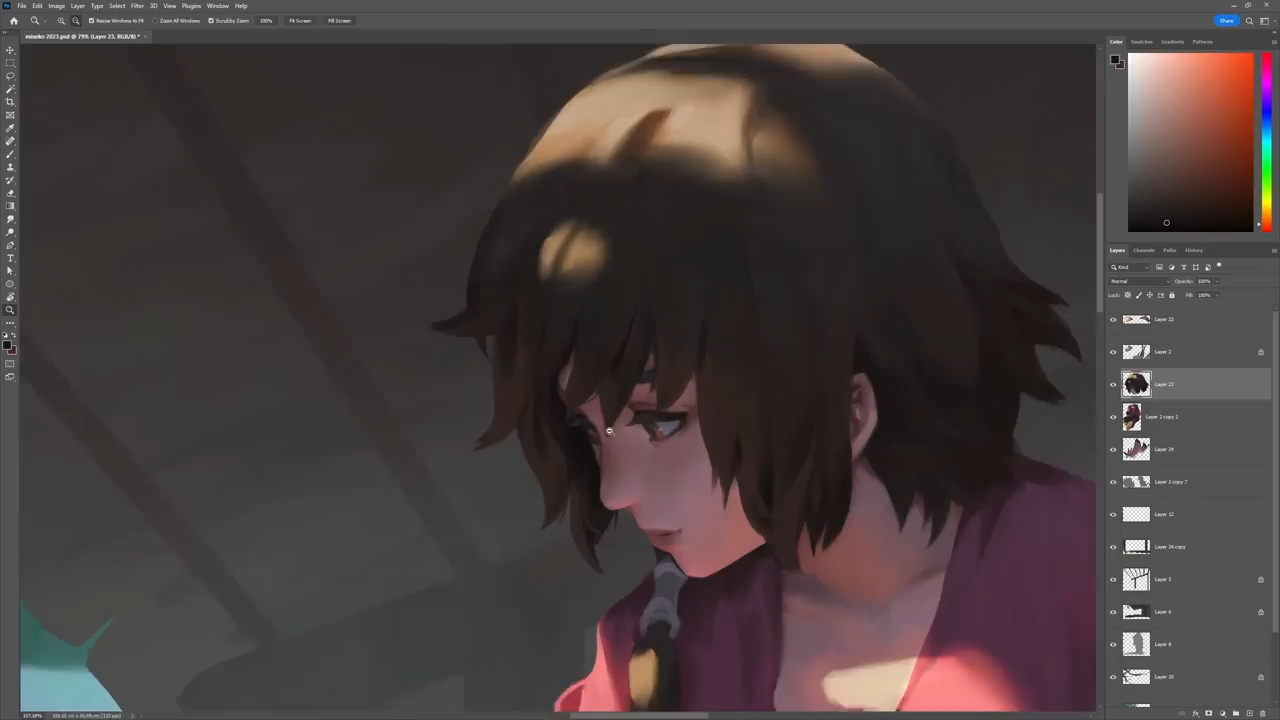 File Edit Image Layer Type Select Filter 3D View Plugins Window Help
Resize Windows to Fit Zoom All Windows Scrubby Zoom 100% Fit Screen Fill Screen Share
mineko 2023.psd @ 79% (Layer 23, RGB/8) *
Color Swatches Gradients Patterns
Layers Channels Paths History
Kind
Normal Opacity: 100%
Lock: Fill: 100%
Layer 22
Layer 2
Layer 23
Layer 2 copy 2
Layer 24
Layer 2 copy 7
Layer 12
Layer 24 copy
Layer 5
Layer 6
Layer 8
Layer 10